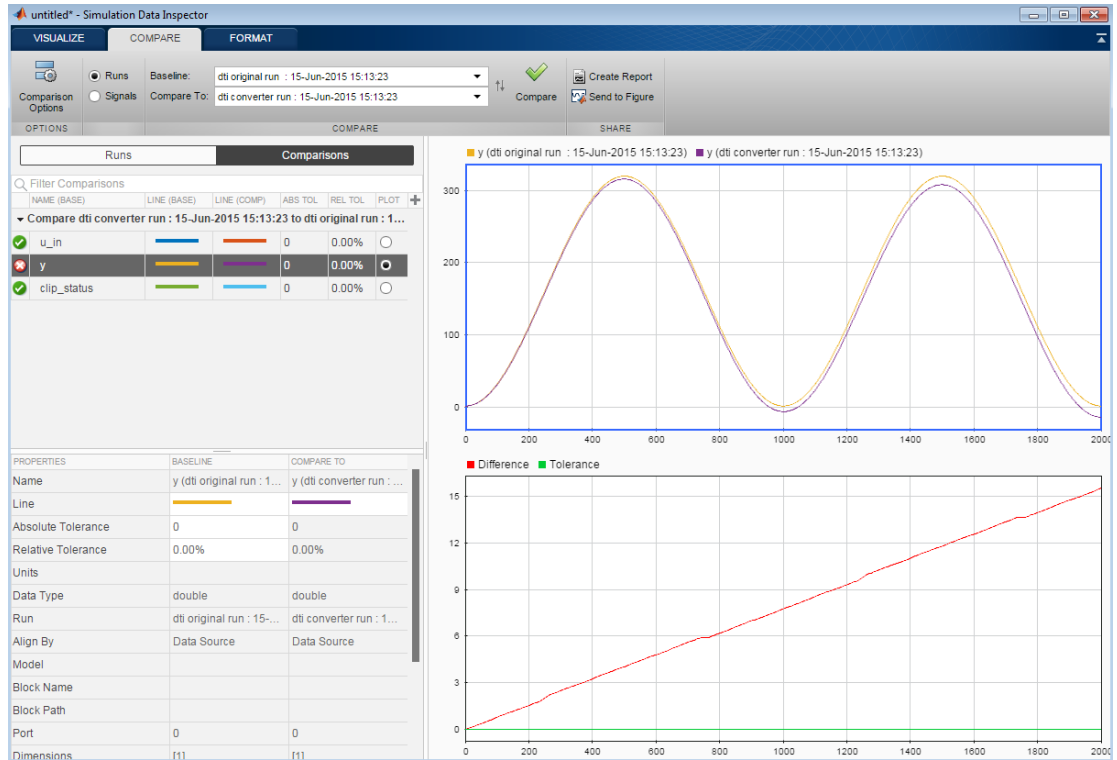 untitled* - Simulation Data Inspector
VISUALIZE COMPARE FORMAT
Comparison Options
Runs
Signals
Baseline: dti original run : 15-Jun-2015 15:13:23
Compare To: dti converter run : 15-Jun-2015 15:13:23
Compare
Create Report
Send to Figure
OPTIONS COMPARE SHARE
Runs Comparisons
Filter Comparisons
NAME (BASE) LINE (BASE) LINE (COMP) ABS TOL REL TOL PLOT
Compare dti converter run : 15-Jun-2015 15:13:23 to dti original run : 1...
u_in 0 0.00%
y 0 0.00%
clip_status 0 0.00%
PROPERTIES BASELINE COMPARE TO
Name y (dti original run : 1... y (dti converter run : ...
Line
Absolute Tolerance 0 0
Relative Tolerance 0.00% 0.00%
Units
Data Type double double
Run dti original run : 15-... dti converter run : 1...
Align By Data Source Data Source
Model
Block Name
Block Path
Port 0 0
Dimensions [1] [1]
y (dti original run : 15-Jun-2015 15:13:23) y (dti converter run : 15-Jun-2015 15:13:23)
300
200
100
0
0 200 400 600 800 1000 1200 1400 1600 1800 2000
Difference Tolerance
15
12
9
6
3
0
0 200 400 600 800 1000 1200 1400 1600 1800 2000